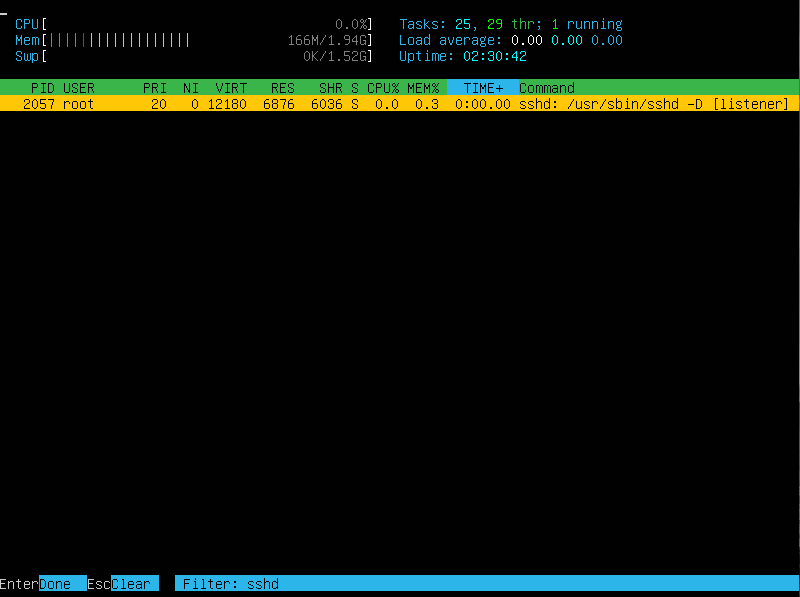 CPU[ 0.0%] Tasks: 25, 29 thr; 1 running
Mem[|||||||||||||||||| 166M/1.94G] Load average: 0.00 0.00 0.00
Swp[ 0K/1.52G] Uptime: 02:30:42
PID USER PRI NI VIRT RES SHR S CPU% MEM% TIME+ Command
2057 root 20 0 12180 6876 6036 S 0.0 0.3 0:00.00 sshd: /usr/sbin/sshd -D [listener]
EnterDone EscClear Filter: sshd